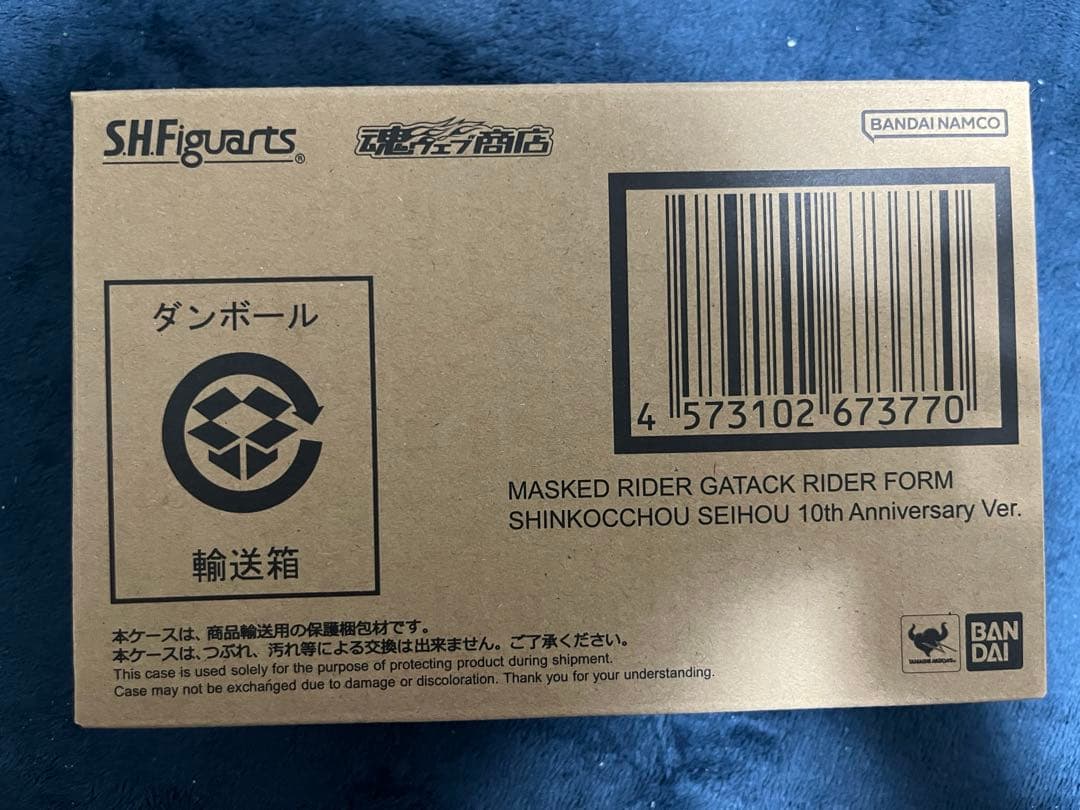 S.H.Figuarts®
魂ウェブ商店
BANDAI NAMCO
4 573102 673770
MASKED RIDER GATACK RIDER FORM
SHINKOCCHOU SEIHOU 10th Anniversary Ver.
ダンボール
輸送箱
本ケースは、商品輸送用の保護梱包材です。
本ケースは、つぶれ、汚れ等による交換は出来ません。ご了承ください。
This case is used solely for the purpose of protecting product during shipment.
Case may not be exchanged due to damage or discoloration. Thank you for your understanding.
TAMASHII NATIONS
BAN
DAI